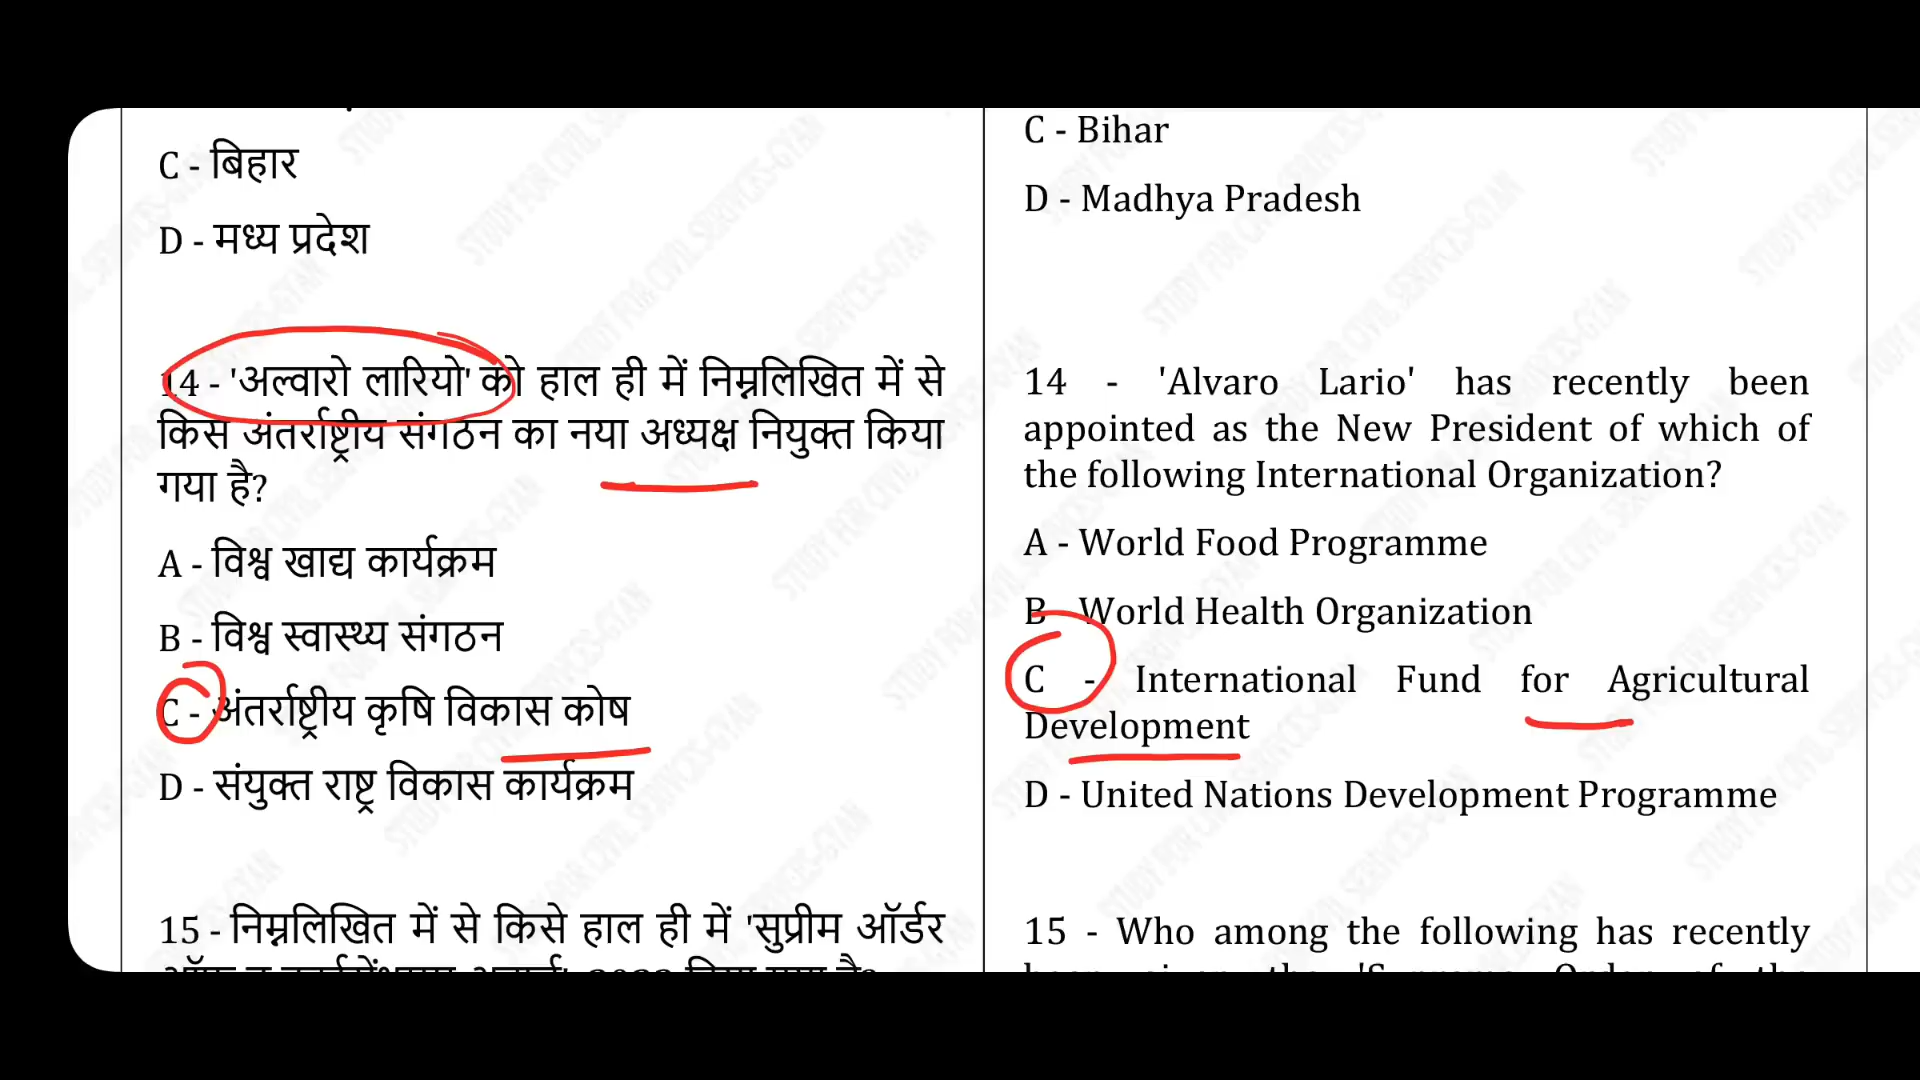 C - बिहार
D - मध्य प्रदेश
14 - 'अल्वारो लारियो' को हाल ही में निम्नलिखित में से
किस अंतर्राष्ट्रीय संगठन का नया अध्यक्ष नियुक्त किया
गया है?
A - विश्व खाद्य कार्यक्रम
B - विश्व स्वास्थ्य संगठन
C - अंतर्राष्ट्रीय कृषि विकास कोष
D - संयुक्त राष्ट्र विकास कार्यक्रम
15 - निम्नलिखित में से किसे हाल ही में 'सुप्रीम ऑर्डर
C - Bihar
D - Madhya Pradesh
14 - 'Alvaro Lario' has recently been
appointed as the New President of which of
the following International Organization?
A - World Food Programme
B - World Health Organization
C - International Fund for Agricultural
Development
D - United Nations Development Programme
15 - Who among the following has recently